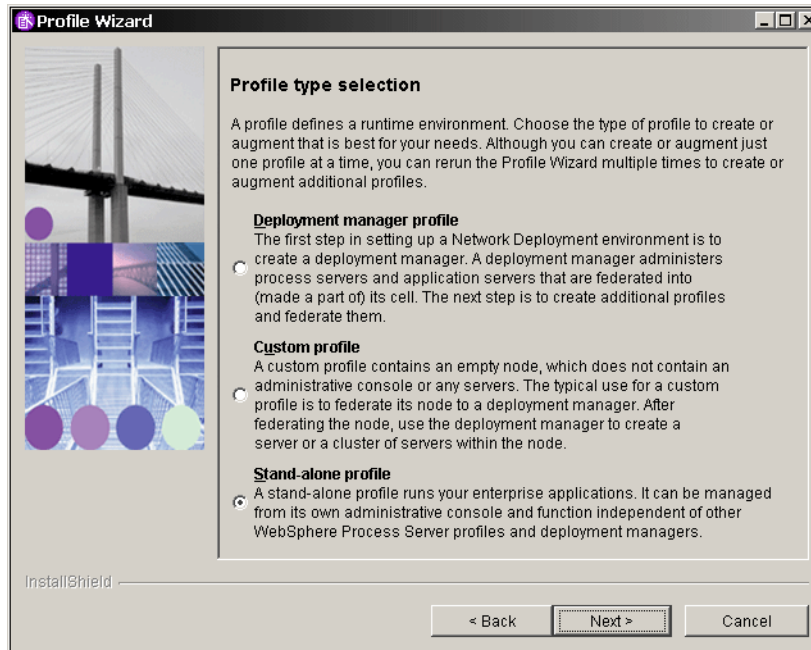 Profile Wizard
Profile type selection
A profile defines a runtime environment. Choose the type of profile to create or
augment that is best for your needs. Although you can create or augment just
one profile at a time, you can rerun the Profile Wizard multiple times to create or
augment additional profiles.
Deployment manager profile
The first step in setting up a Network Deployment environment is to
create a deployment manager. A deployment manager administers
process servers and application servers that are federated into
(made a part of) its cell. The next step is to create additional profiles
and federate them.
Custom profile
A custom profile contains an empty node, which does not contain an
administrative console or any servers. The typical use for a custom
profile is to federate its node to a deployment manager. After
federating the node, use the deployment manager to create a
server or a cluster of servers within the node.
Stand-alone profile
A stand-alone profile runs your enterprise applications. It can be managed
from its own administrative console and function independent of other
WebSphere Process Server profiles and deployment managers.
InstallShield
< Back Next > Cancel